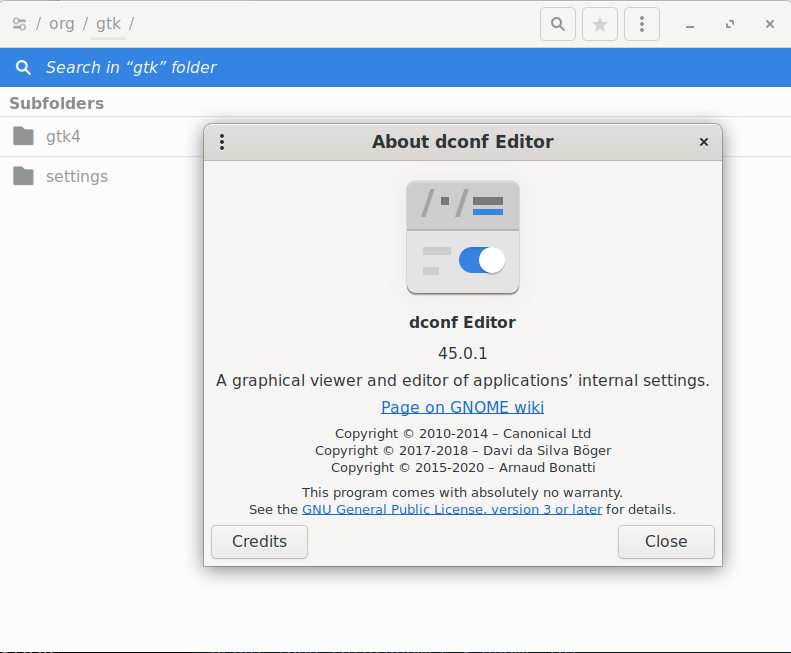 / org / gtk /
Search in “gtk” folder
Subfolders
gtk4
settings
About dconf Editor
dconf Editor
45.0.1
A graphical viewer and editor of applications’ internal settings.
Page on GNOME wiki
Copyright © 2010-2014 – Canonical Ltd
Copyright © 2017-2018 – Davi da Silva Böger
Copyright © 2015-2020 – Arnaud Bonatti
This program comes with absolutely no warranty.
See the GNU General Public License, version 3 or later for details.
Credits Close